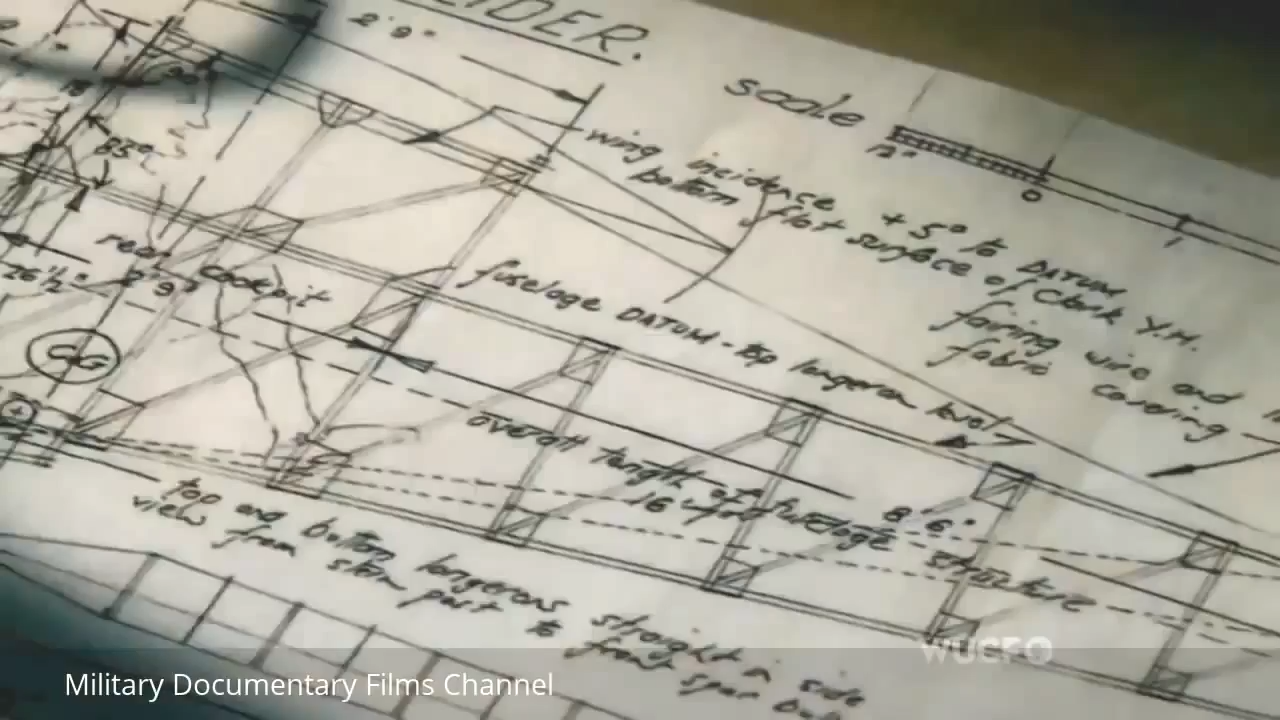 LIDER.
2' 9"
scale
12"
0
1
85°
wing incidence +5° to DATUM
bottom flat surface of Clark Y.H.
fairing wire and
fabric covering
rear cockpit
26½"
2' 9"
CG
fuselage DATUM - top longeron level
8' 6"
overall length of fuselage structure
16
top and bottom longerons straight in side
view from stern post to front spar
WUCFO
Military Documentary Films Channel